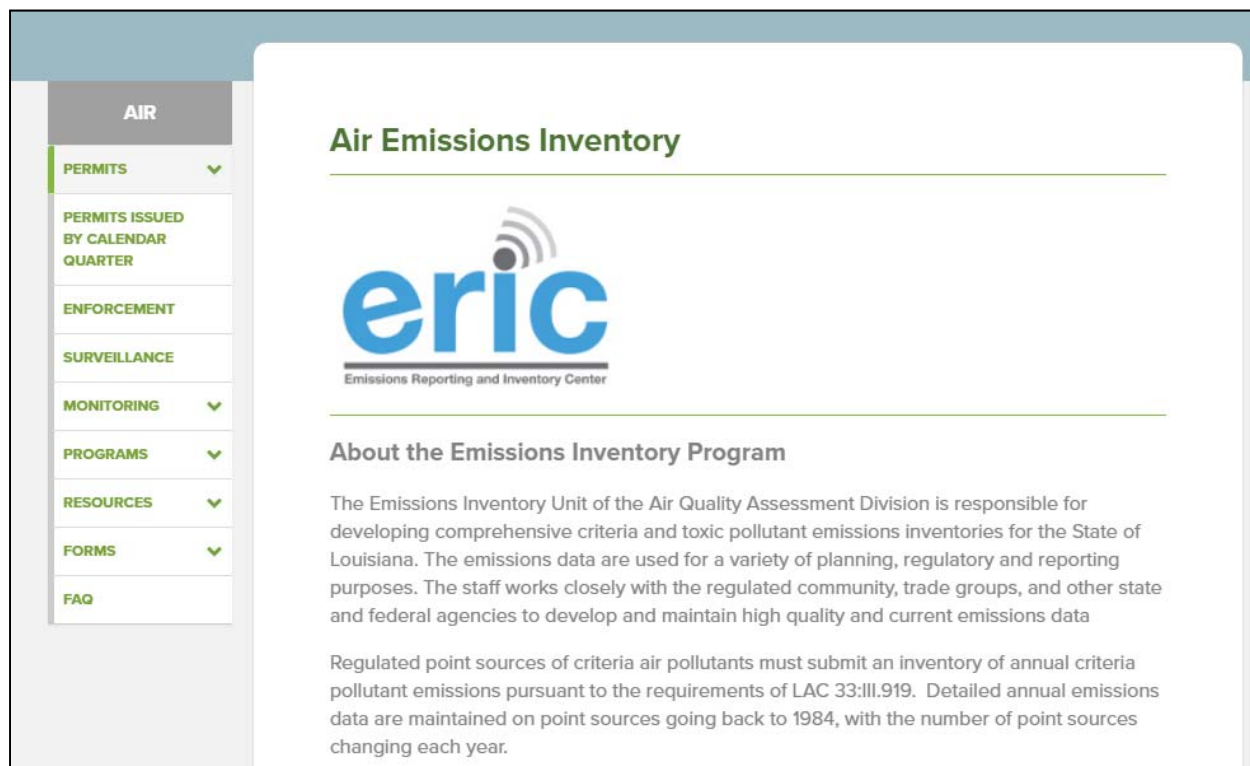 AIR
PERMITS
PERMITS ISSUED
BY CALENDAR
QUARTER
ENFORCEMENT
SURVEILLANCE
MONITORING
PROGRAMS
RESOURCES
FORMS
FAQ
Air Emissions Inventory
eric
Emissions Reporting and Inventory Center
About the Emissions Inventory Program
The Emissions Inventory Unit of the Air Quality Assessment Division is responsible for
developing comprehensive criteria and toxic pollutant emissions inventories for the State of
Louisiana. The emissions data are used for a variety of planning, regulatory and reporting
purposes. The staff works closely with the regulated community, trade groups, and other state
and federal agencies to develop and maintain high quality and current emissions data
Regulated point sources of criteria air pollutants must submit an inventory of annual criteria
pollutant emissions pursuant to the requirements of LAC 33:III.919.  Detailed annual emissions
data are maintained on point sources going back to 1984, with the number of point sources
changing each year.